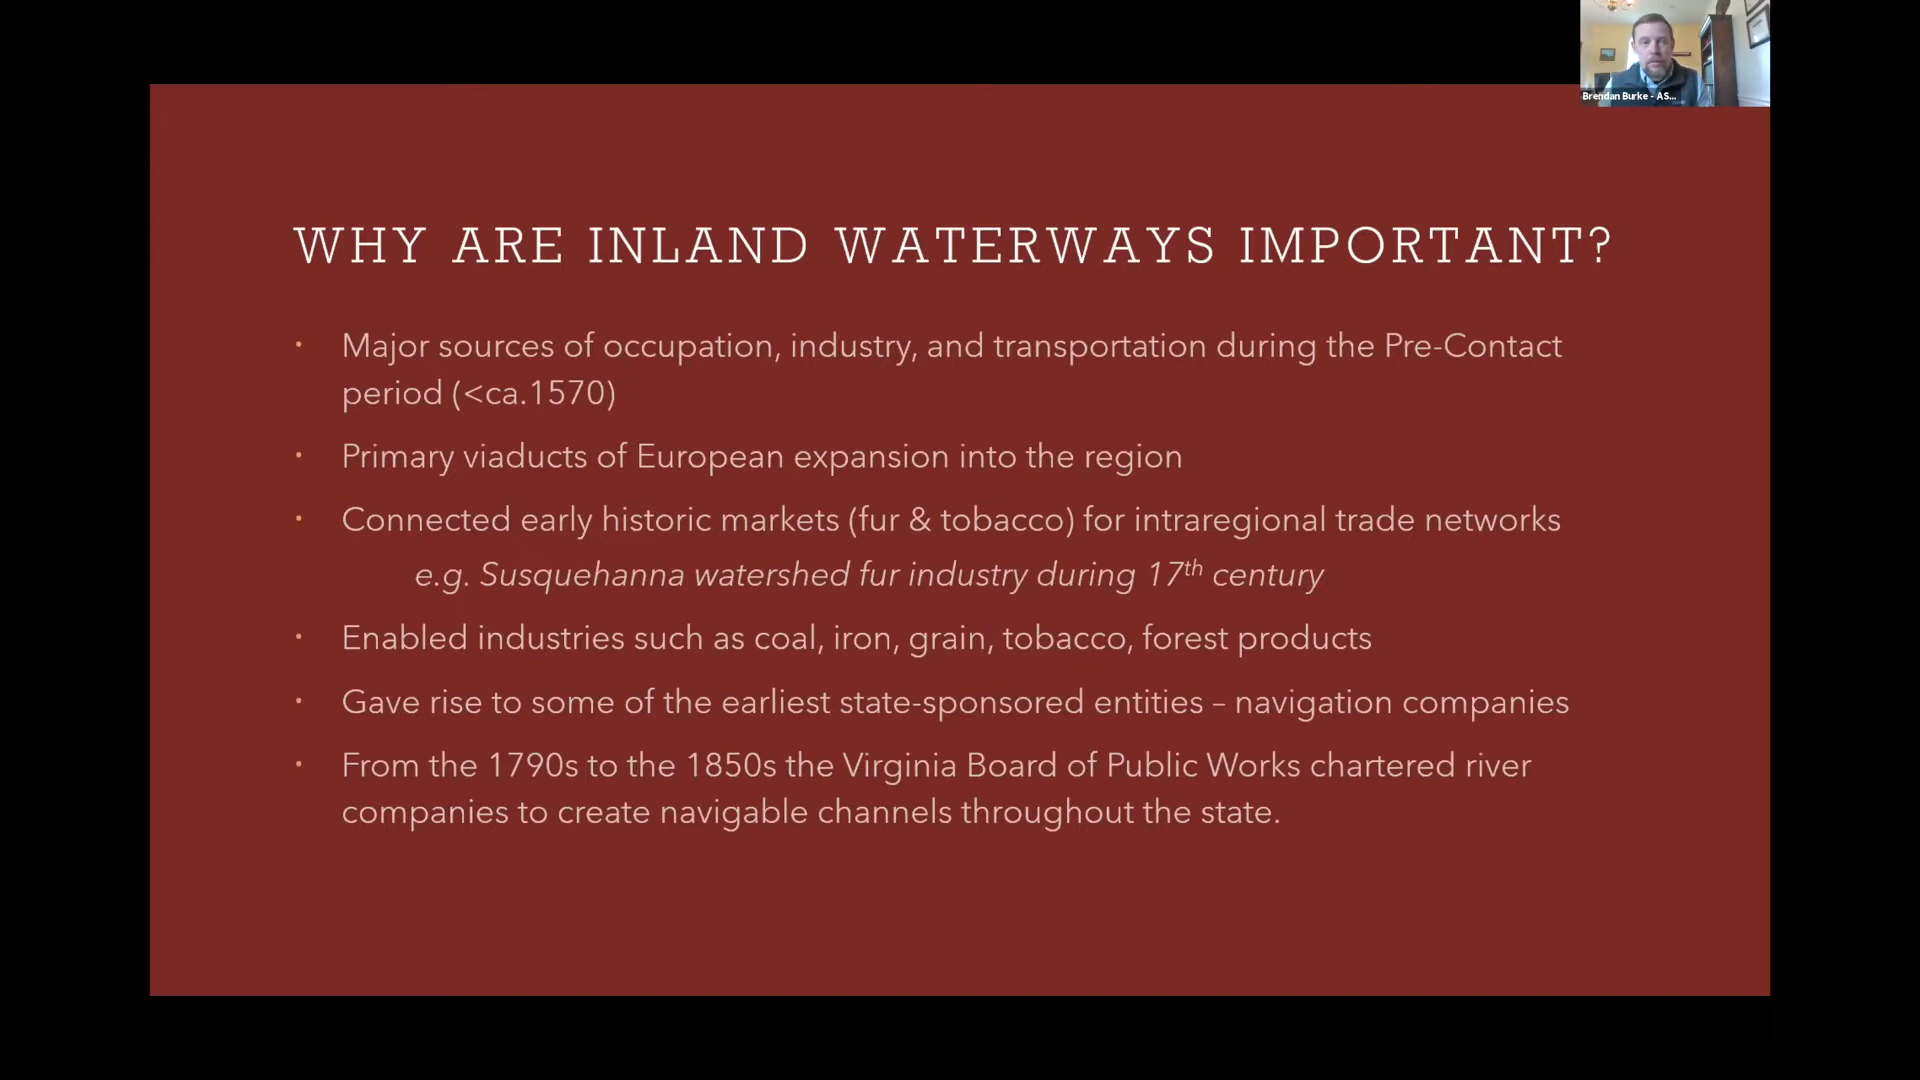 Brendan Burke - AS...
WHY ARE INLAND WATERWAYS IMPORTANT?
• Major sources of occupation, industry, and transportation during the Pre-Contact
period (<ca.1570)
• Primary viaducts of European expansion into the region
• Connected early historic markets (fur & tobacco) for intraregional trade networks
e.g. Susquehanna watershed fur industry during 17th century
• Enabled industries such as coal, iron, grain, tobacco, forest products
• Gave rise to some of the earliest state-sponsored entities – navigation companies
• From the 1790s to the 1850s the Virginia Board of Public Works chartered river
companies to create navigable channels throughout the state.